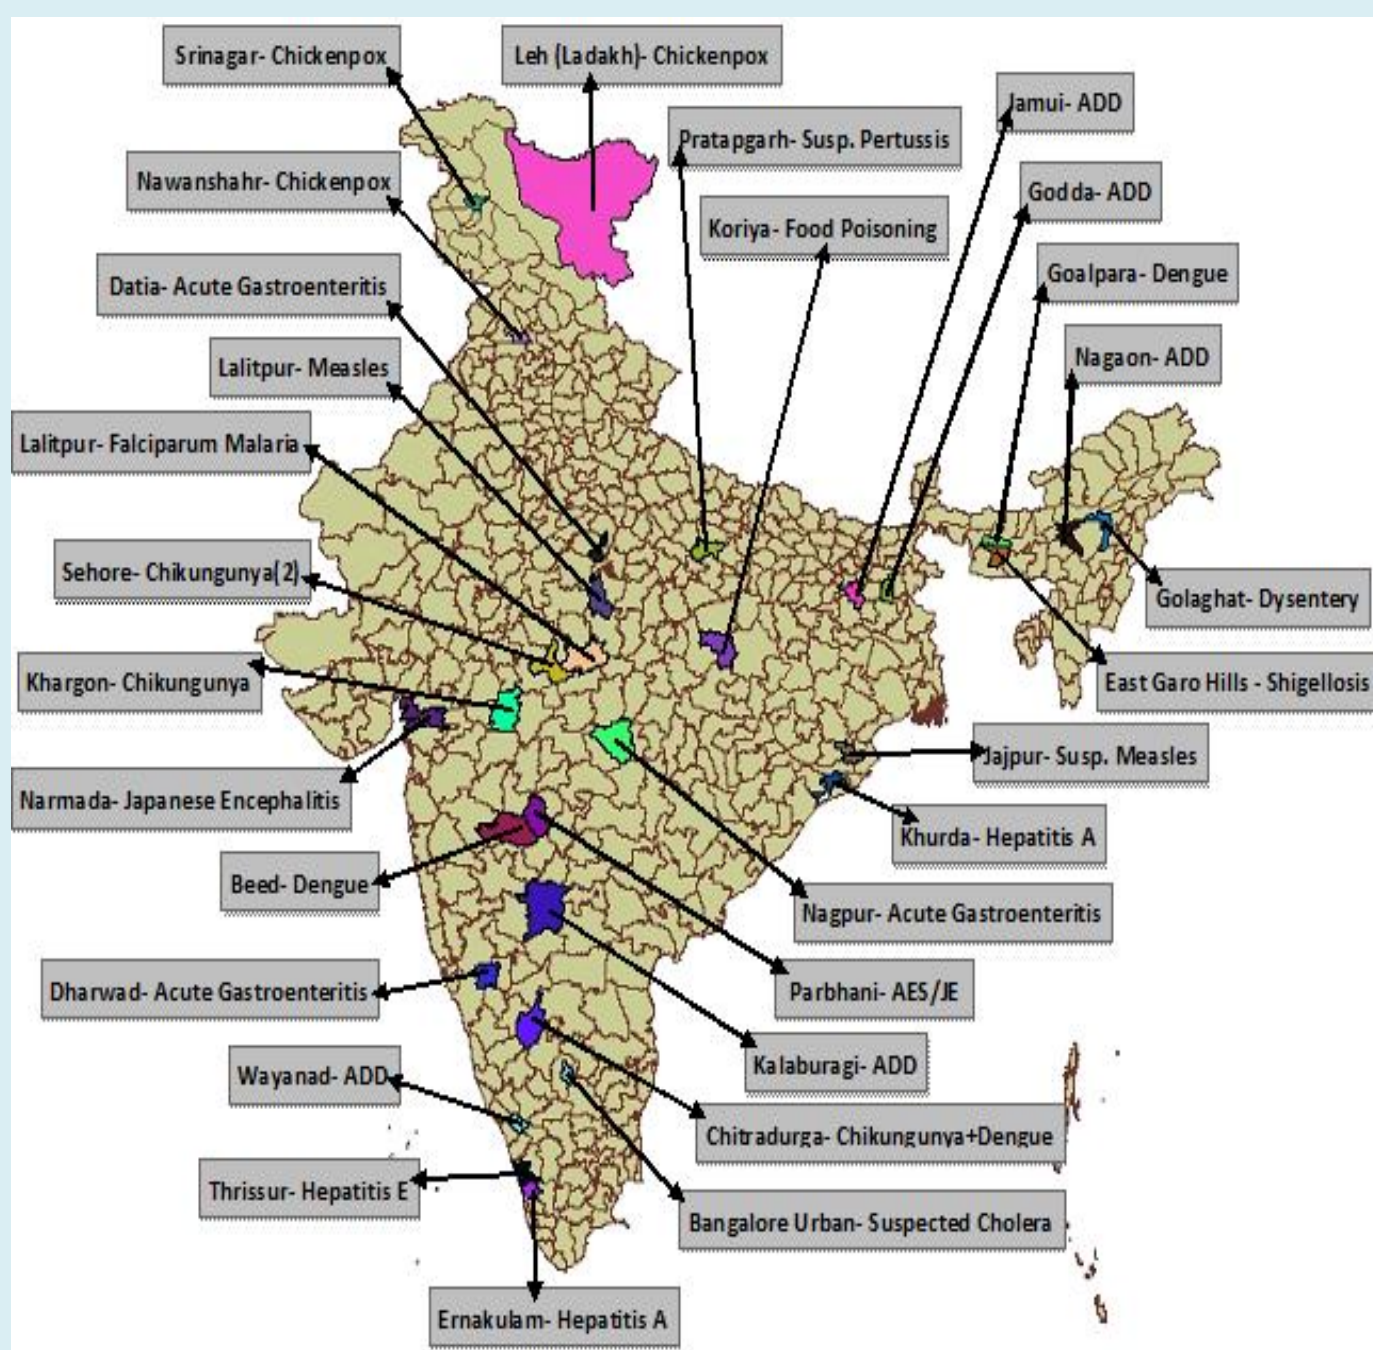 Srinagar- Chickenpox
Leh (Ladakh)- Chickenpox
Jamui- ADD
Pratapgarh- Susp. Pertussis
Nawanshahr- Chickenpox
Godda- ADD
Koriya- Food Poisoning
Datia- Acute Gastroenteritis
Goalpara- Dengue
Lalitpur- Measles
Nagaon- ADD
Lalitpur- Falciparum Malaria
Sehore- Chikungunya(2)
Golaghat- Dysentery
Khargon- Chikungunya
East Garo Hills - Shigellosis
Jajpur- Susp. Measles
Narmada- Japanese Encephalitis
Khurda- Hepatitis A
Beed- Dengue
Nagpur- Acute Gastroenteritis
Dharwad- Acute Gastroenteritis
Parbhani- AES/JE
Kalaburagi- ADD
Wayanad- ADD
Chitradurga- Chikungunya+Dengue
Thrissur- Hepatitis E
Bangalore Urban- Suspected Cholera
Ernakulam- Hepatitis A